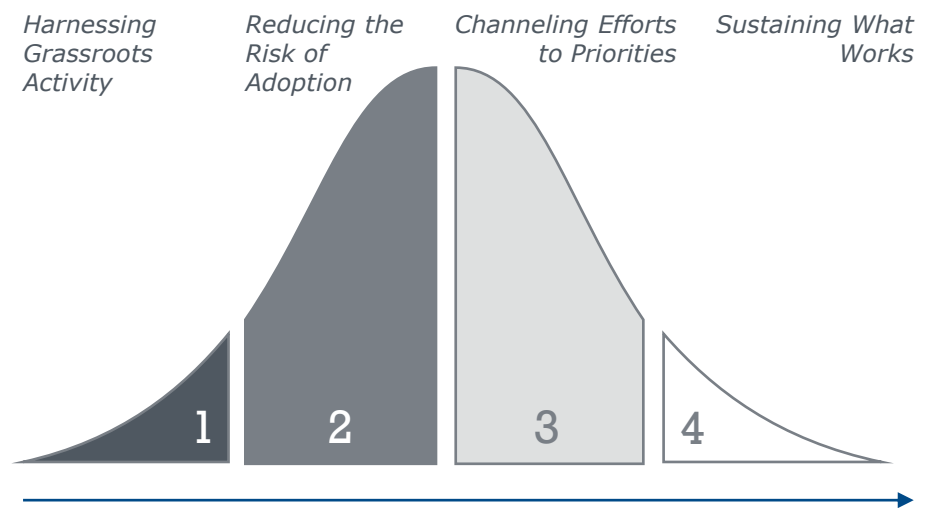 Harnessing
Grassroots
Activity
Reducing the
Risk of
Adoption
Channeling Efforts
to Priorities
Sustaining What
Works
1
2
3
4